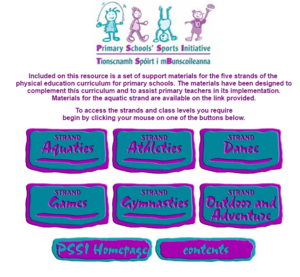 Primary Schools' Sports Initiative
Tionscnamh Spóirt i mBunscoileanna
Included on this resource is a set of support materials for the five strands of the
physical education curriculum for primary schools. The materials have been designed to
complement this curriculum and to assist primary teachers in its implementation.
Materials for the aquatic strand are available on the link provided.
To access the strands and class levels you require
begin by clicking your mouse on one of the buttons below.
STRAND
Aquatics
STRAND
Athletics
STRAND
Dance
STRAND
Games
STRAND
Gymnastics
STRAND
Outdoor and
Adventure
PSSI Homepage
contents